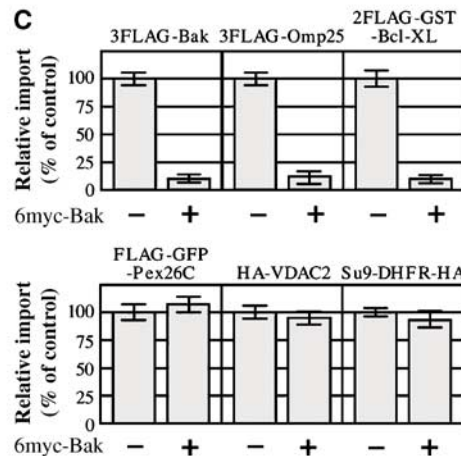 C
2FLAG-GST
3FLAG-Bak 3FLAG-Omp25 -Bcl-XL
Relative import
(% of control)
100
75
50
25
0
6myc-Bak − + − + − +
FLAG-GFP
-Pex26C HA-VDAC2 Su9-DHFR-HA
Relative import
(% of control)
100
75
50
25
0
6myc-Bak − + − + − +